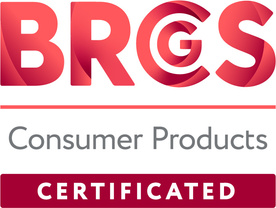 BRCGS
Consumer Products
CERTIFICATED